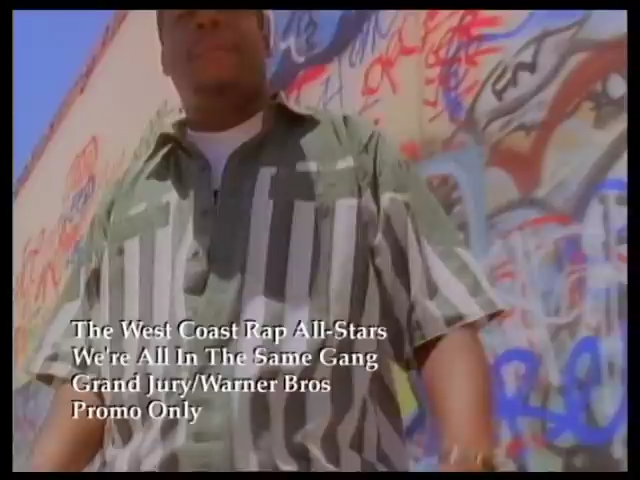 The West Coast Rap All-Stars
We're All In The Same Gang
Grand Jury/Warner Bros
Promo Only